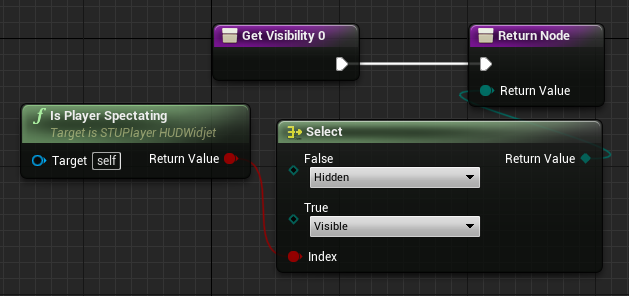 Get Visibility 0
Return Node
Return Value
f Is Player Spectating
Target is STUPlayer HUDWidjet
Target self Return Value
Select
False
Hidden
Return Value
True
Visible
Index